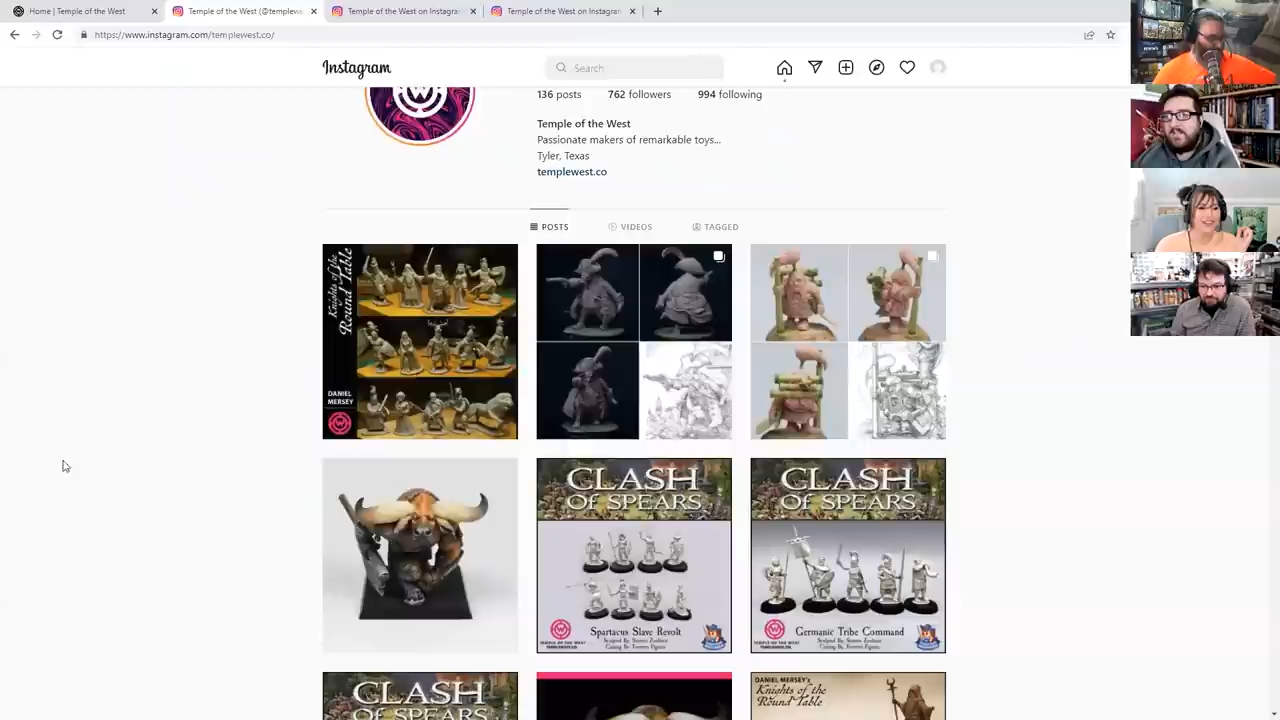 Home | Temple of the West
Temple of the West (@templewe
Temple of the West on Instagram
Temple of the West on Instagram
https://www.instagram.com/templewest.co/
Instagram
Search
136 posts 762 followers 994 following
Temple of the West
Passionate makers of remarkable toys...
Tyler, Texas
templewest.co
POSTS VIDEOS TAGGED
Knights of the
Round Table
DANIEL
MERSEY
CLASH
OF SPEARS
Spartacus Slave Revolt
CLASH
OF SPEARS
Germanic Tribe Command
CLASH
OF SPEARS
DANIEL MERSEY'S
Knights of the
Round Table